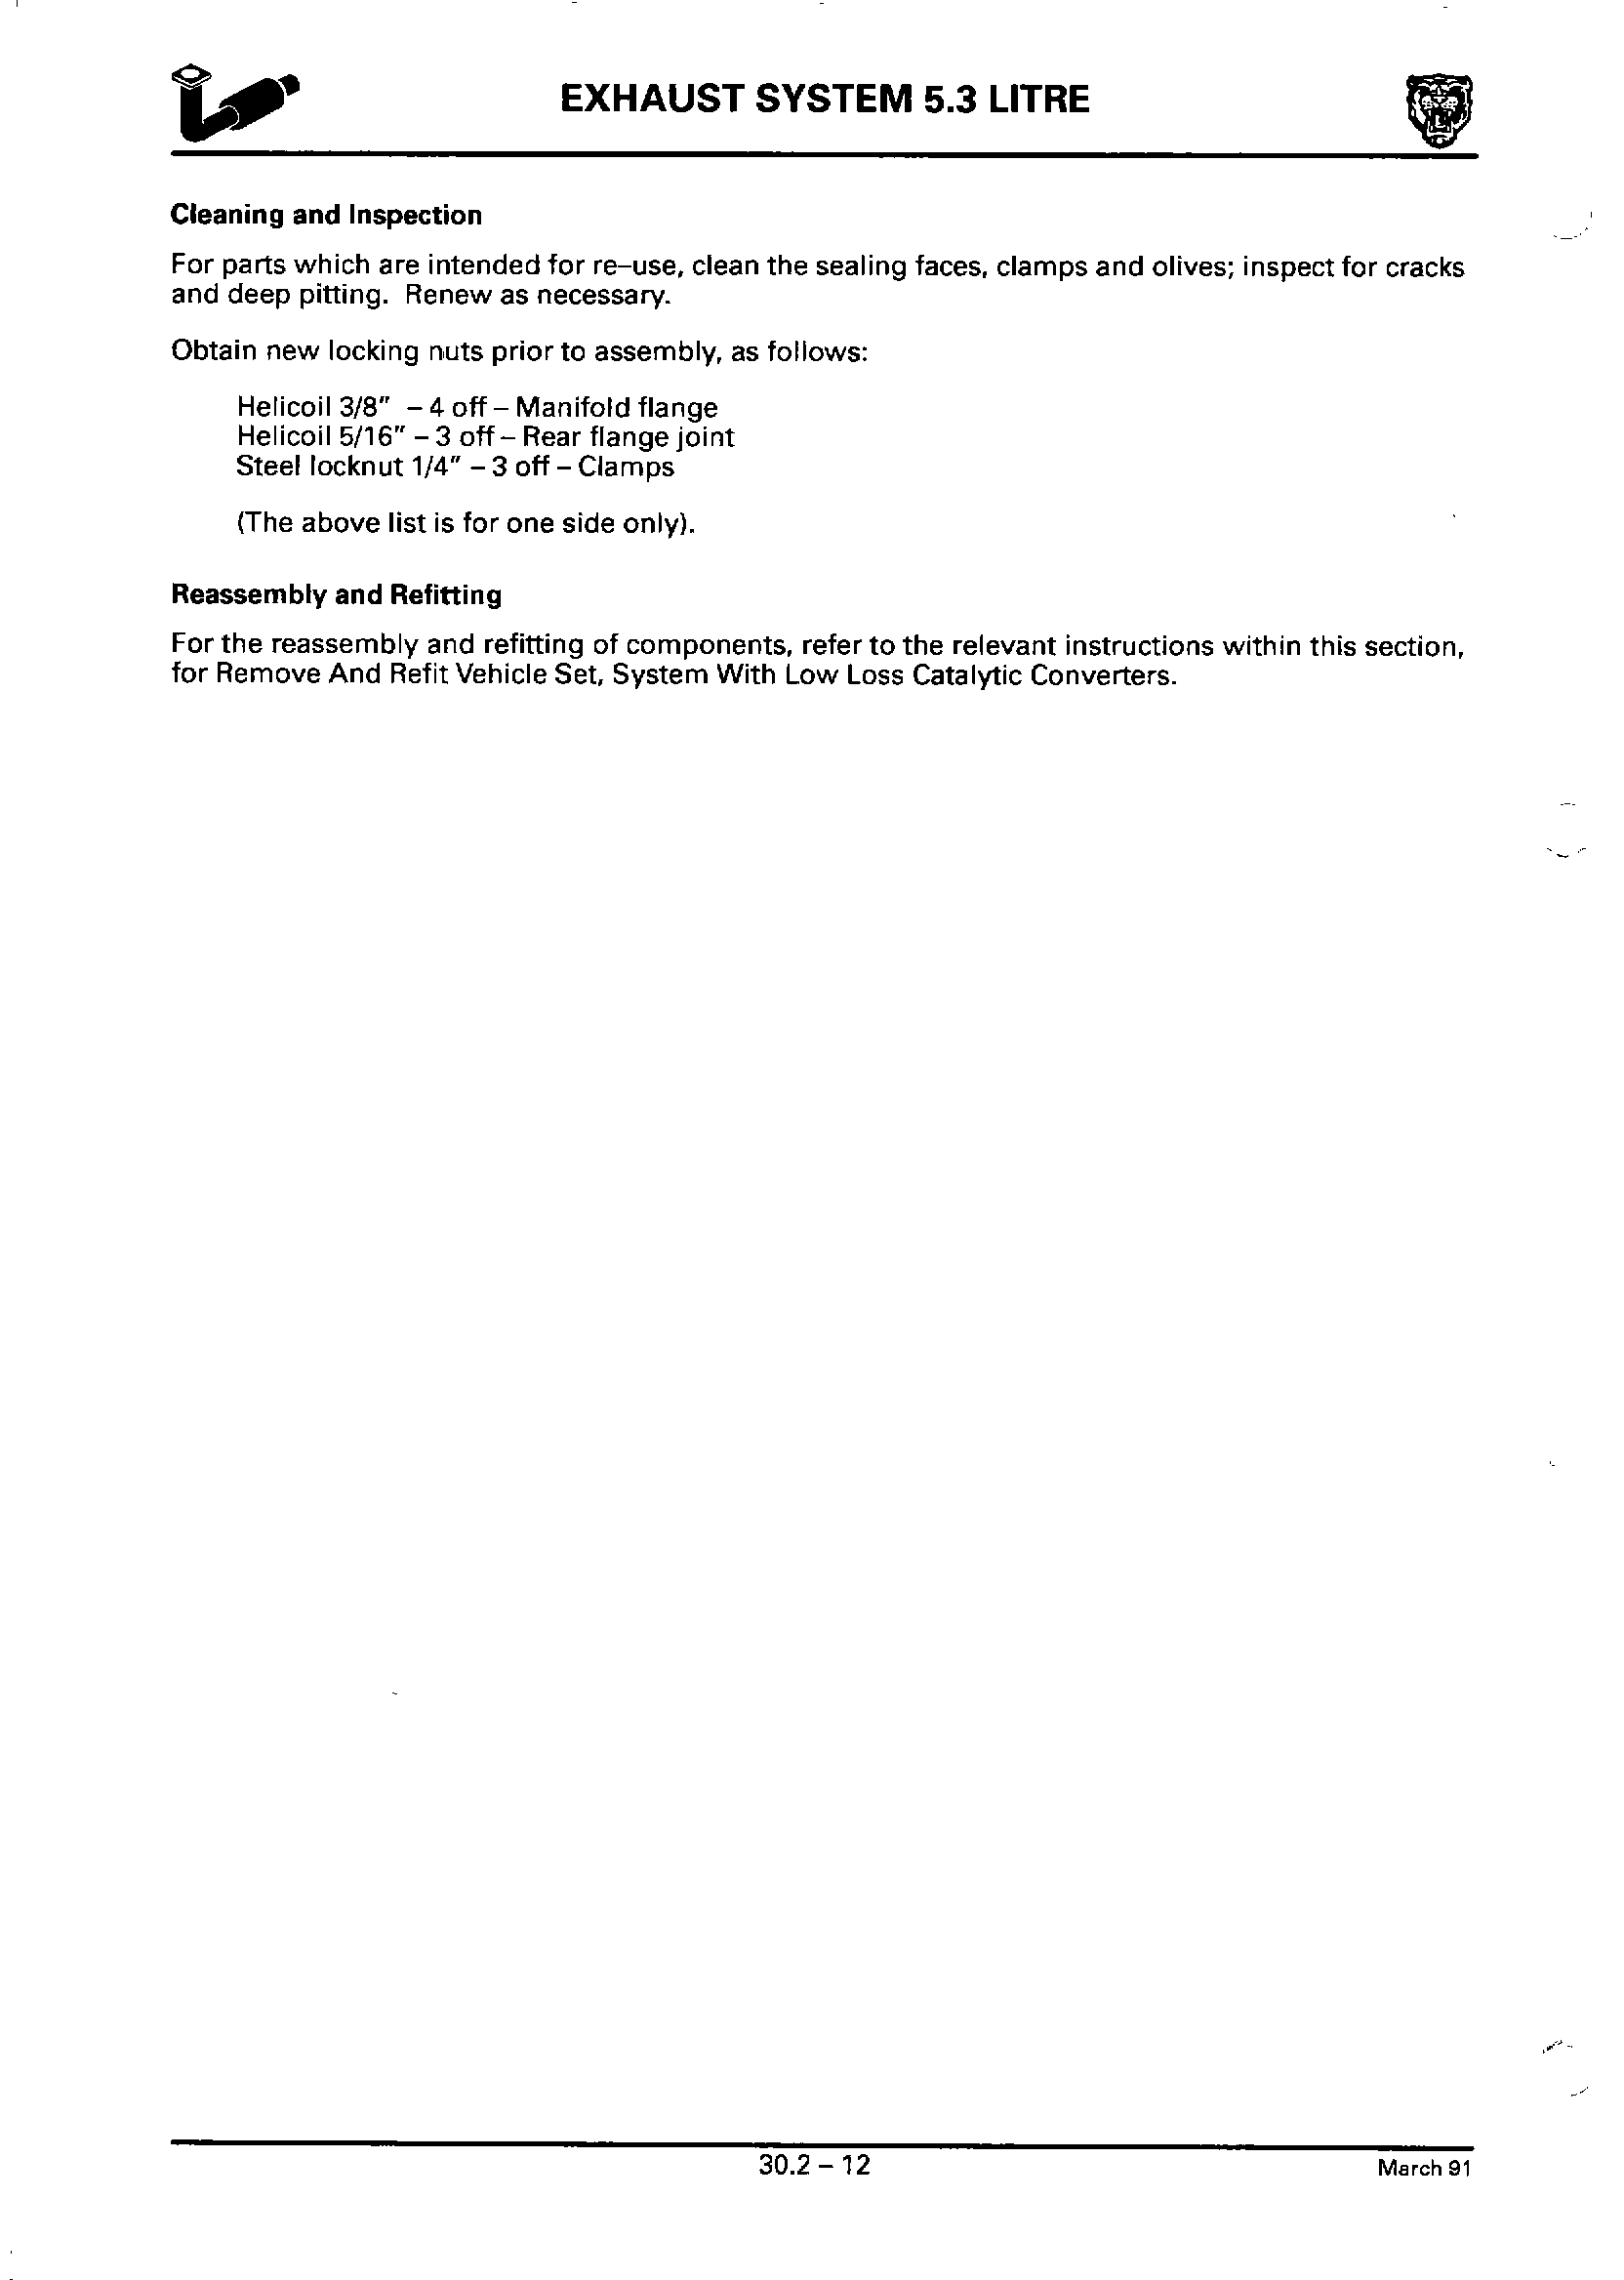 EXHAUST SYSTEM 5.3 LITRE
Cleaning and Inspection
For parts which are intended for re–use, clean the sealing faces, clamps and olives; inspect for cracks
and deep pitting. Renew as necessary.
Obtain new locking nuts prior to assembly, as follows:
Helicoil 3/8" – 4 off – Manifold flange
Helicoil 5/16" – 3 off – Rear flange joint
Steel locknut 1/4" – 3 off – Clamps
(The above list is for one side only).
Reassembly and Refitting
For the reassembly and refitting of components, refer to the relevant instructions within this section,
for Remove And Refit Vehicle Set, System With Low Loss Catalytic Converters.
30.2 – 12
March 91